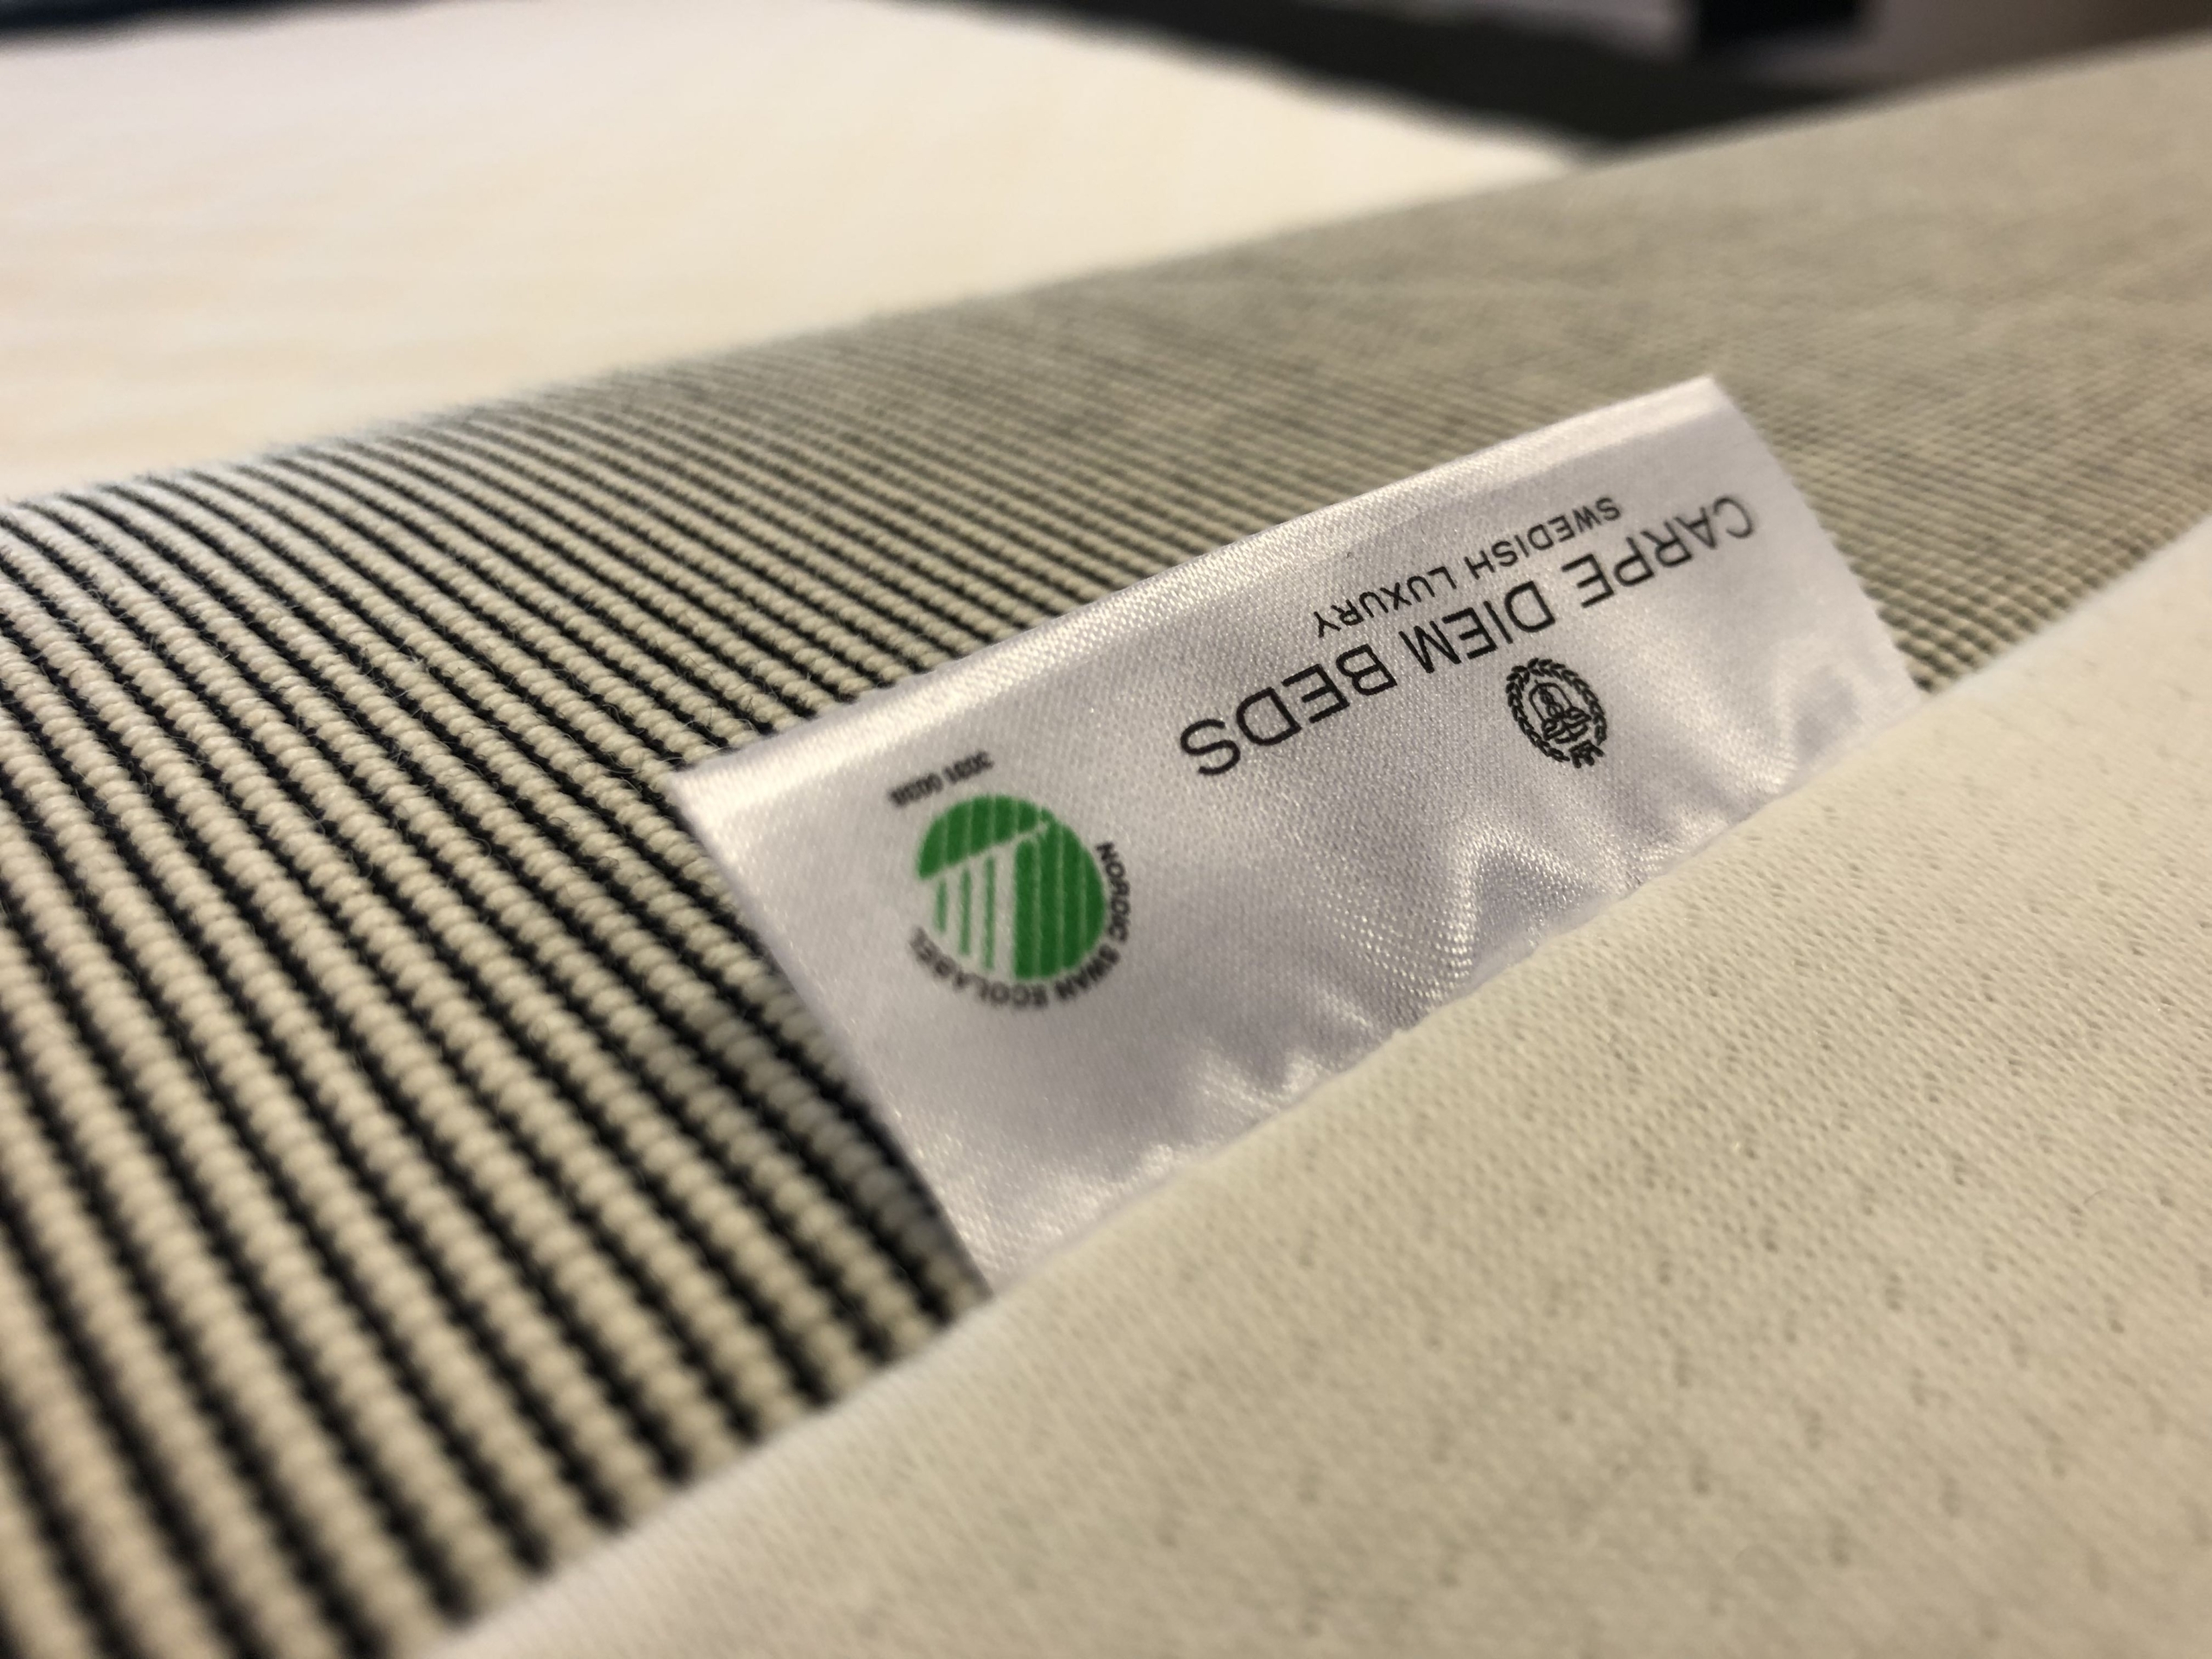 CARPE DIEM BEDS
SWEDISH LUXURY
NORDIC SWAN ECOLABEL